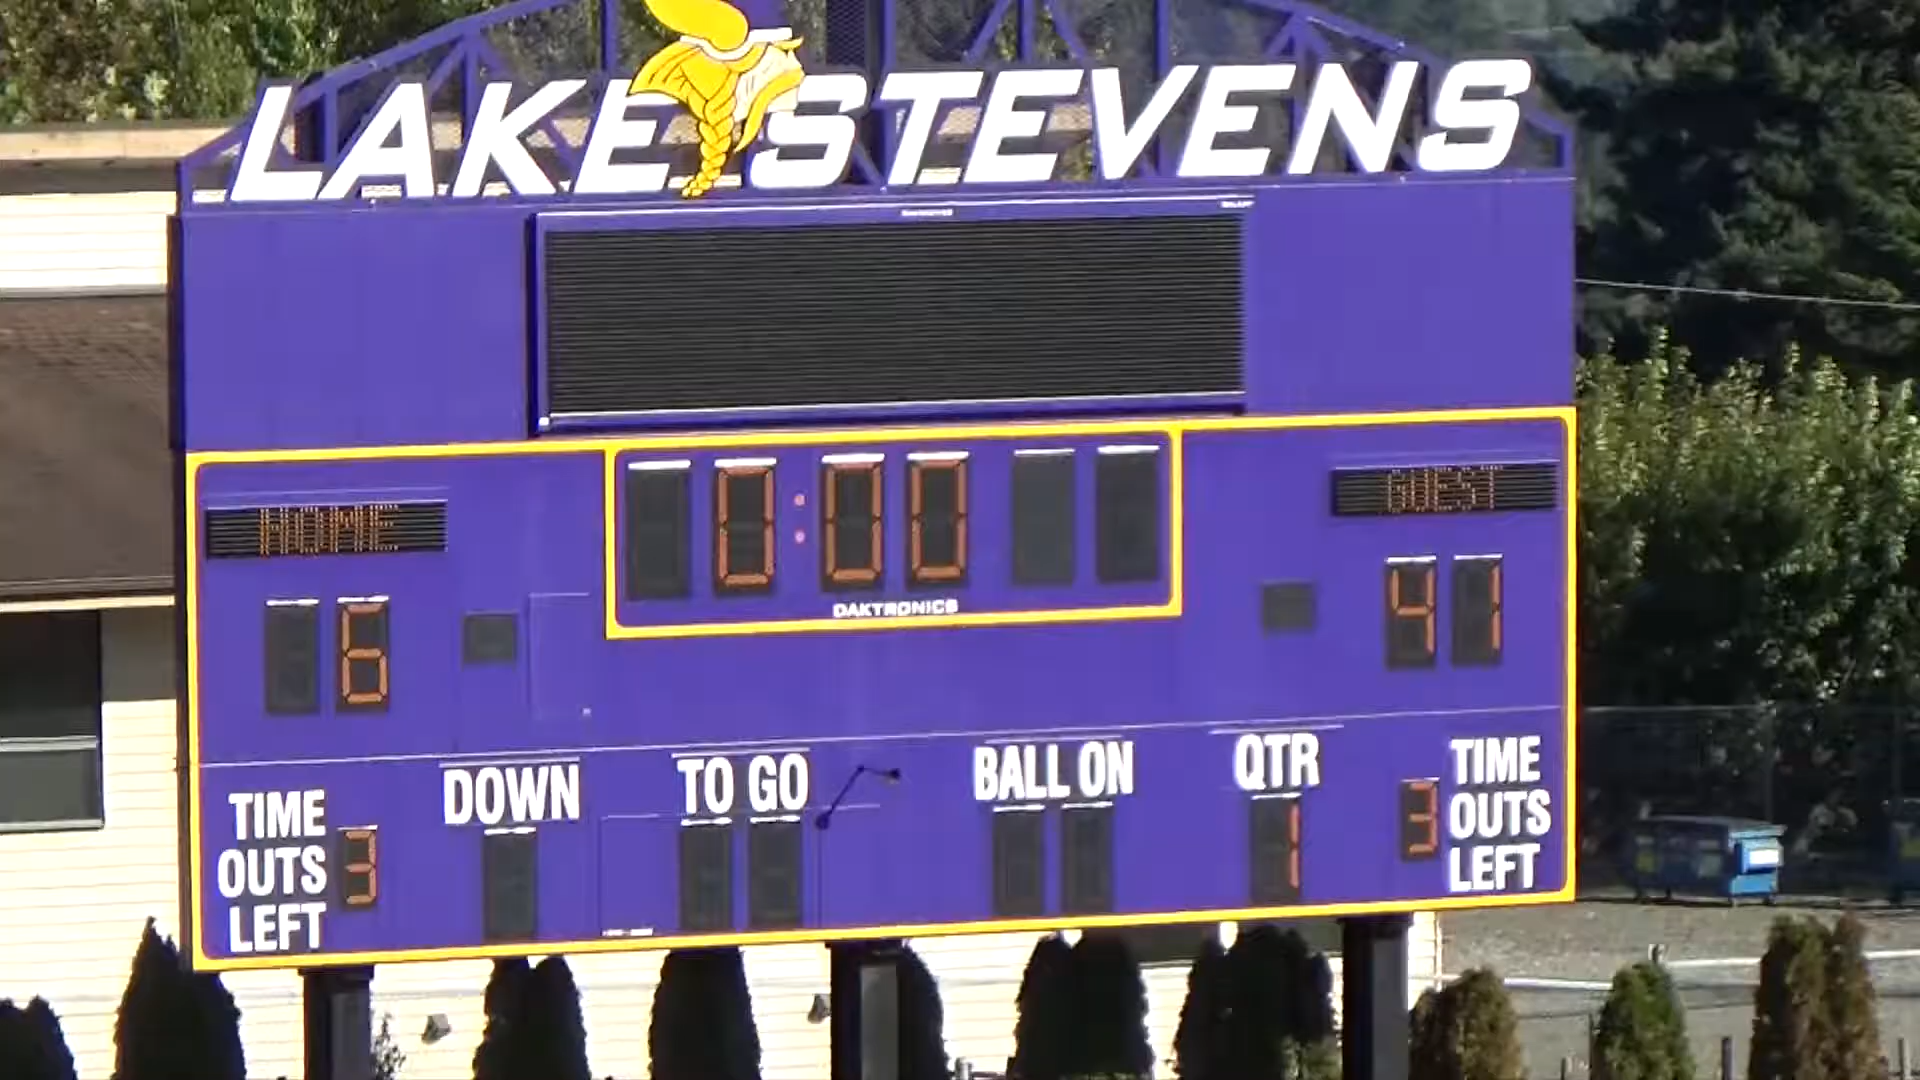 LAKE STEVENS
0:00
DAKTRONICS
HOME
GUEST
6
41
DOWN
TO GO
BALL ON
QTR
1
TIME
OUTS
LEFT
3
3
TIME
OUTS
LEFT